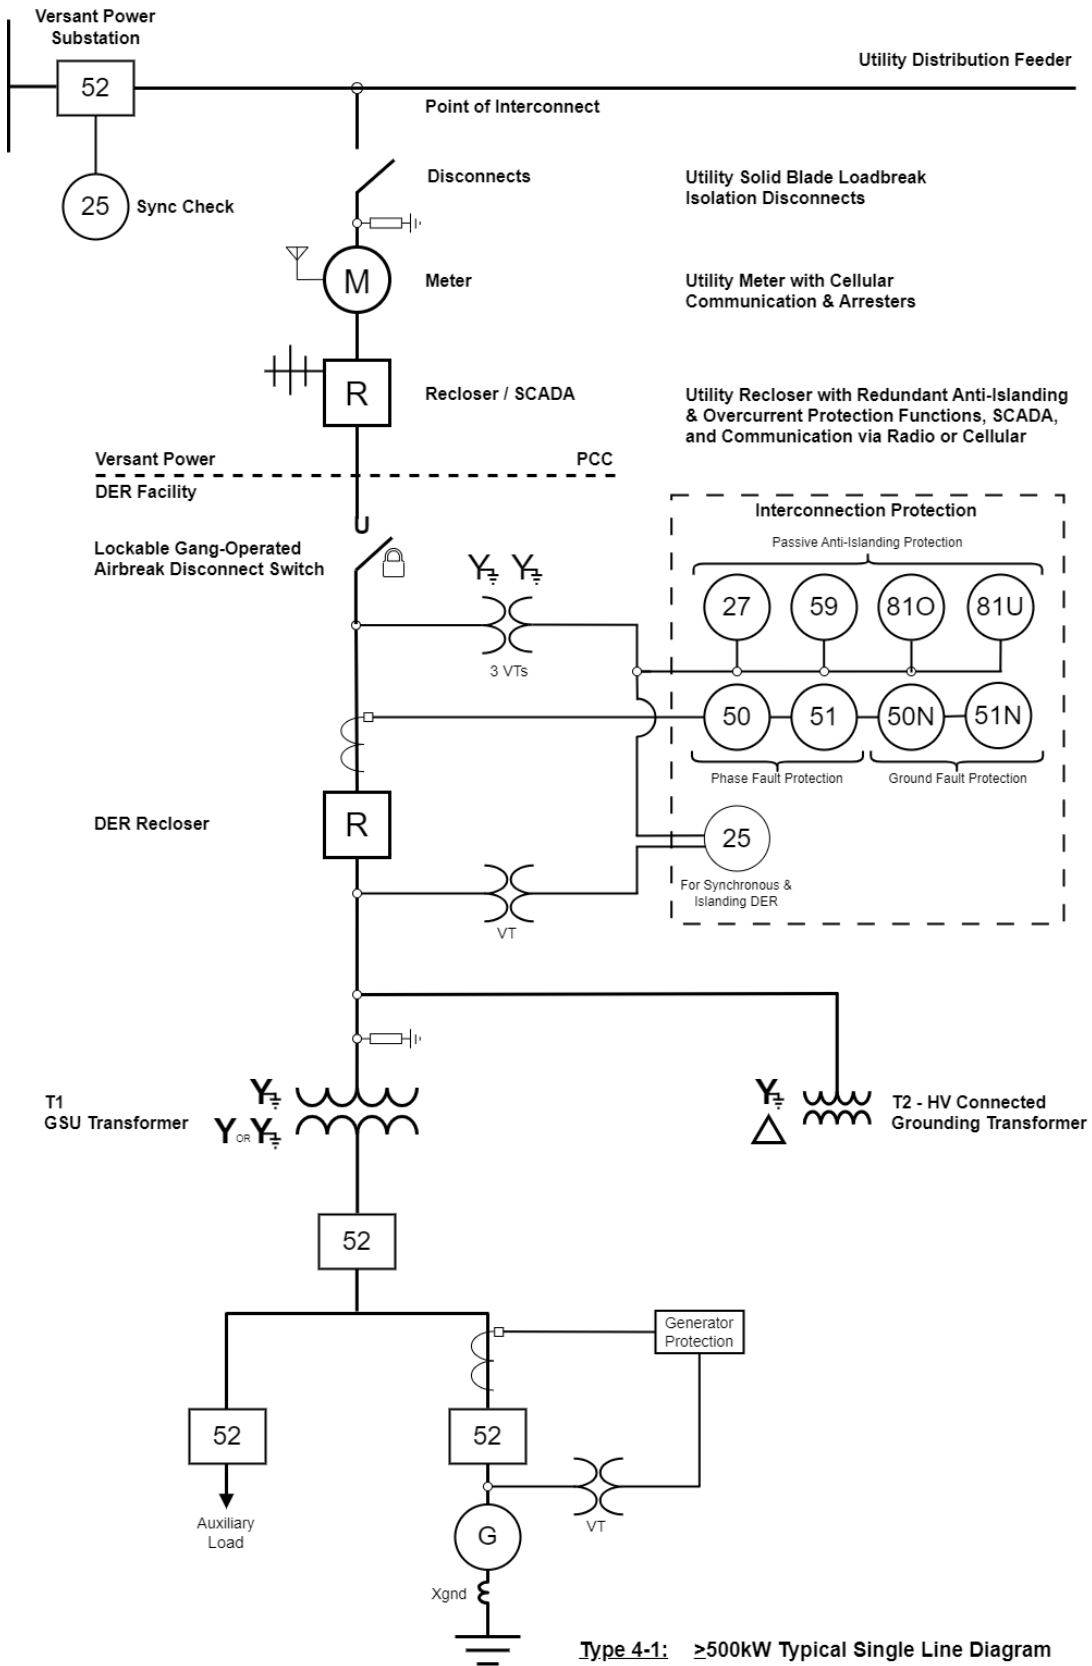 Versant Power
Substation
52
Utility Distribution Feeder
Point of Interconnect
25
Sync Check
Disconnects
Utility Solid Blade Loadbreak
Isolation Disconnects
M
Meter
Utility Meter with Cellular
Communication & Arresters
R
Recloser / SCADA
Utility Recloser with Redundant Anti-Islanding
& Overcurrent Protection Functions, SCADA,
and Communication via Radio or Cellular
Versant Power
PCC
DER Facility
Lockable Gang-Operated
Airbreak Disconnect Switch
Interconnection Protection
Passive Anti-Islanding Protection
27
59
81O
81U
3 VTs
50
51
50N
51N
Phase Fault Protection
Ground Fault Protection
DER Recloser
R
25
For Synchronous &
Islanding DER
VT
T1
GSU Transformer
Y
Y OR Y
Y
T2 - HV Connected
Grounding Transformer
52
Generator
Protection
52
52
Auxiliary
Load
VT
G
Xgnd
Type 4-1: ≥500kW Typical Single Line Diagram